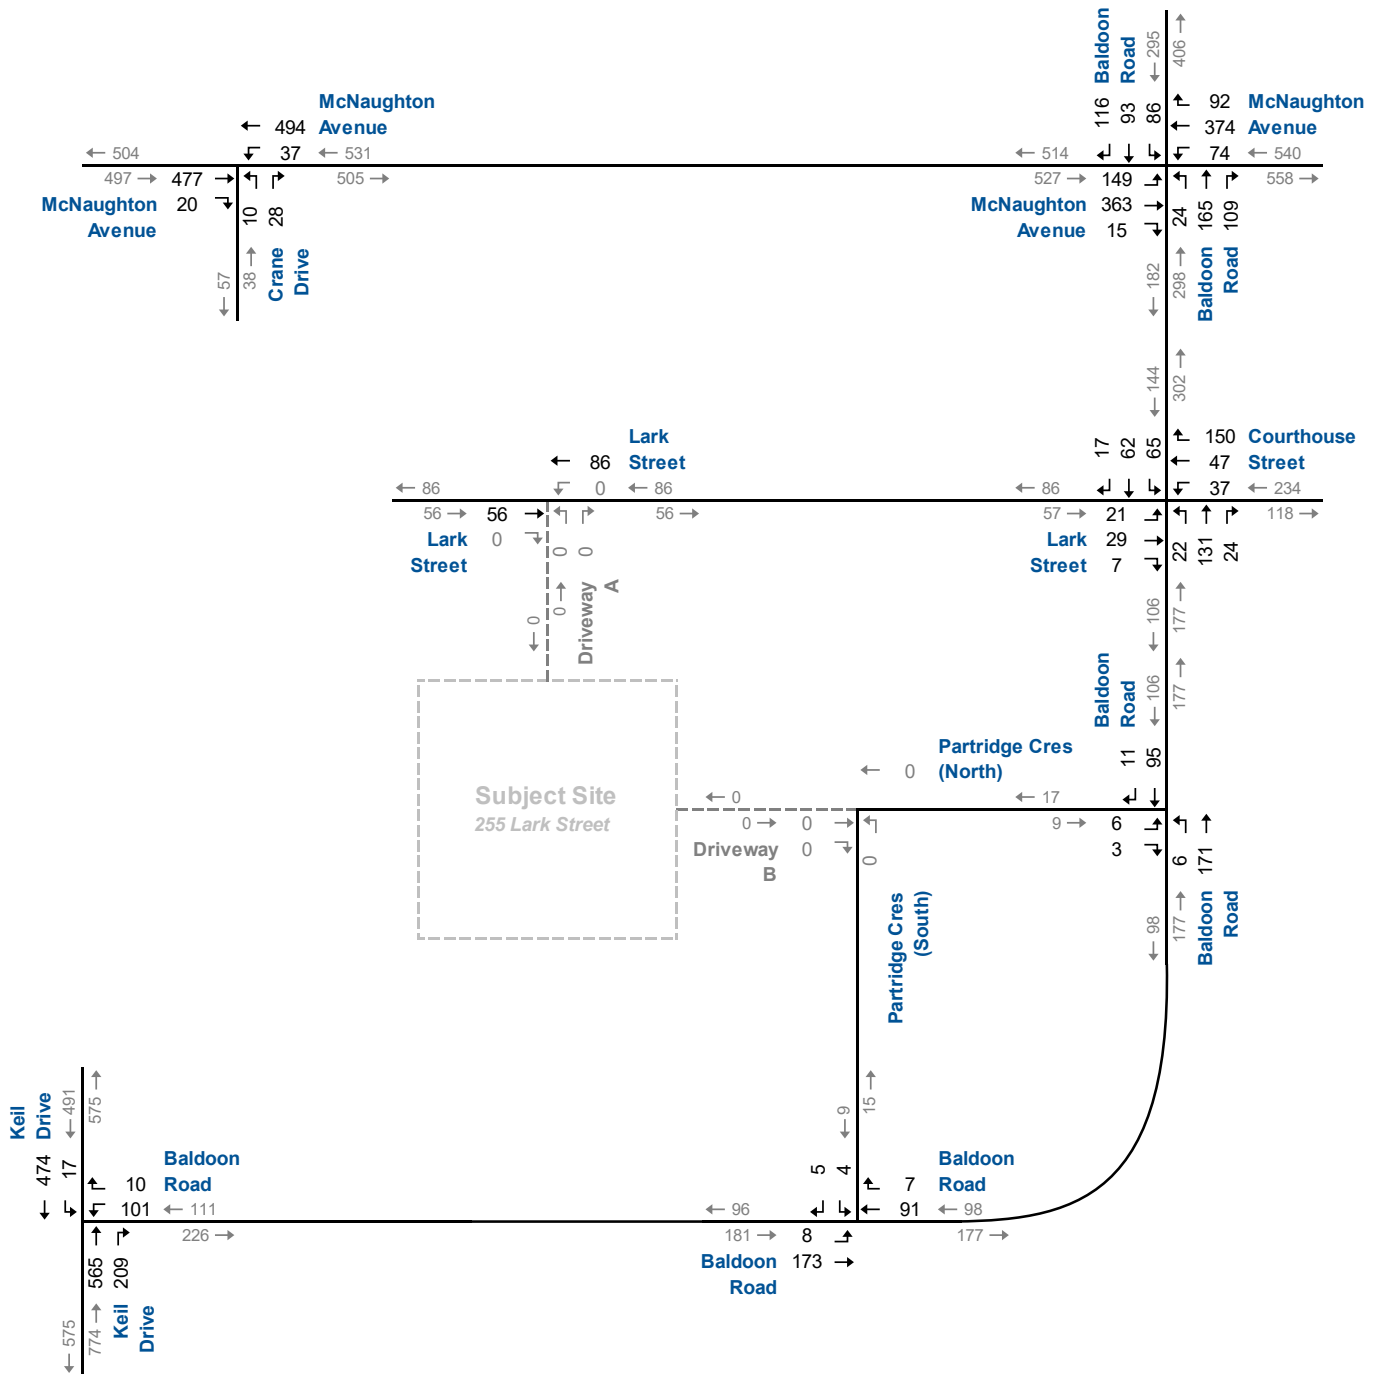 Baldoon
Road
295
406
116
93
86
92
McNaughton
374
Avenue
74
540
McNaughton
494
Avenue
37
531
504
514
497
477
505
527
149
558
McNaughton
20
Avenue
10
28
McNaughton
363
Avenue
15
24
165
109
57
38
Crane
Drive
182
298
Baldoon
Road
144
302
17
62
65
150
Courthouse
47
Street
37
234
Lark
86
Street
0
86
86
86
56
56
56
57
21
118
Lark
0
Street
0
0
Lark
29
Street
7
22
131
24
0
0
Driveway
A
106
177
Baldoon
Road
106
177
11
95
Partridge Cres
0
(North)
Subject Site
255 Lark Street
0
17
0
0
9
6
Driveway
0
B
0
3
6
171
98
177
Baldoon
Road
Partridge Cres
(South)
Keil
Drive
491
575
9
15
474
17
10
Baldoon
Road
101
111
5
4
7
Baldoon
Road
91
98
96
226
181
8
177
Baldoon
173
Road
565
209
575
774
Keil
Drive